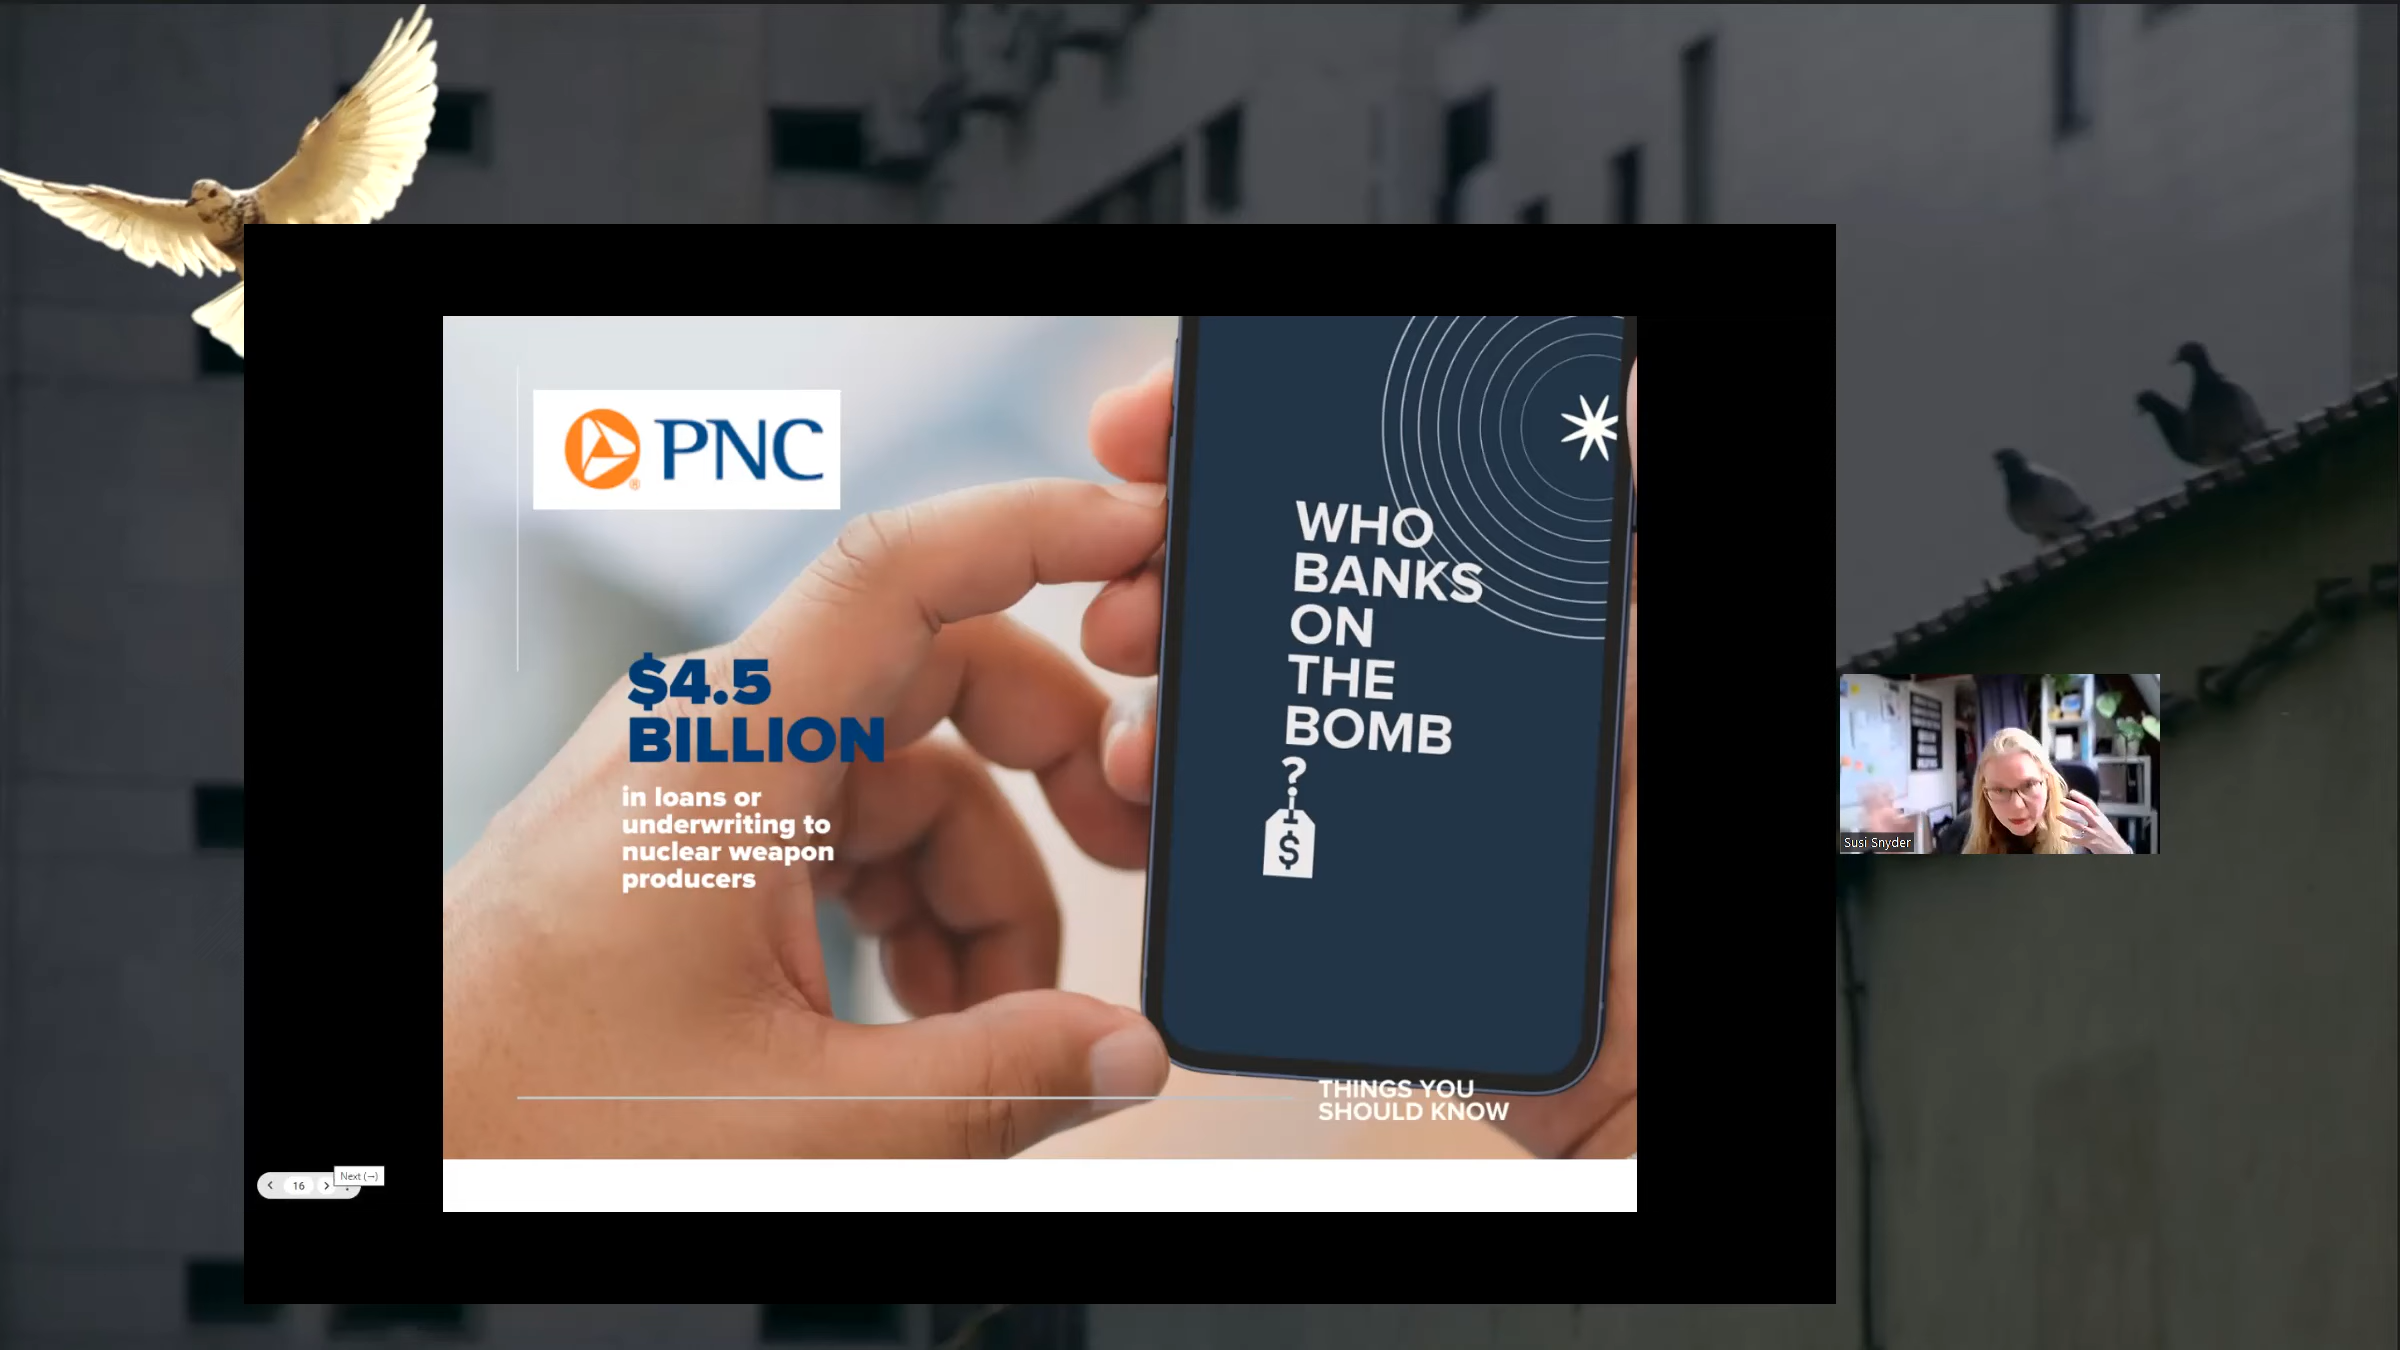 PNC
$4.5
BILLION
in loans or
underwriting to
nuclear weapon
producers
WHO
BANKS
ON
THE
BOMB
?
$
THINGS YOU
SHOULD KNOW
Susi Snyder
16
Next (→)